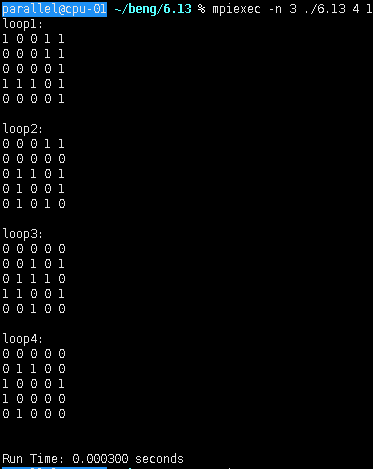 parallel@cpu-01 ~/beng/6.13 % mpiexec -n 3 ./6.13 4 1
loop1:
1 0 0 1 1
0 0 0 1 1
0 0 0 0 1
1 1 1 0 1
0 0 0 0 1
loop2:
0 0 0 1 1
0 0 0 0 0
0 1 1 0 1
0 1 0 0 1
0 1 0 1 0
loop3:
0 0 0 0 0
0 0 1 0 1
0 1 1 1 0
1 1 0 0 1
0 0 1 0 0
loop4:
0 0 0 0 0
0 1 1 0 0
1 0 0 0 1
1 0 0 0 0
0 1 0 0 0
Run Time: 0.000300 seconds